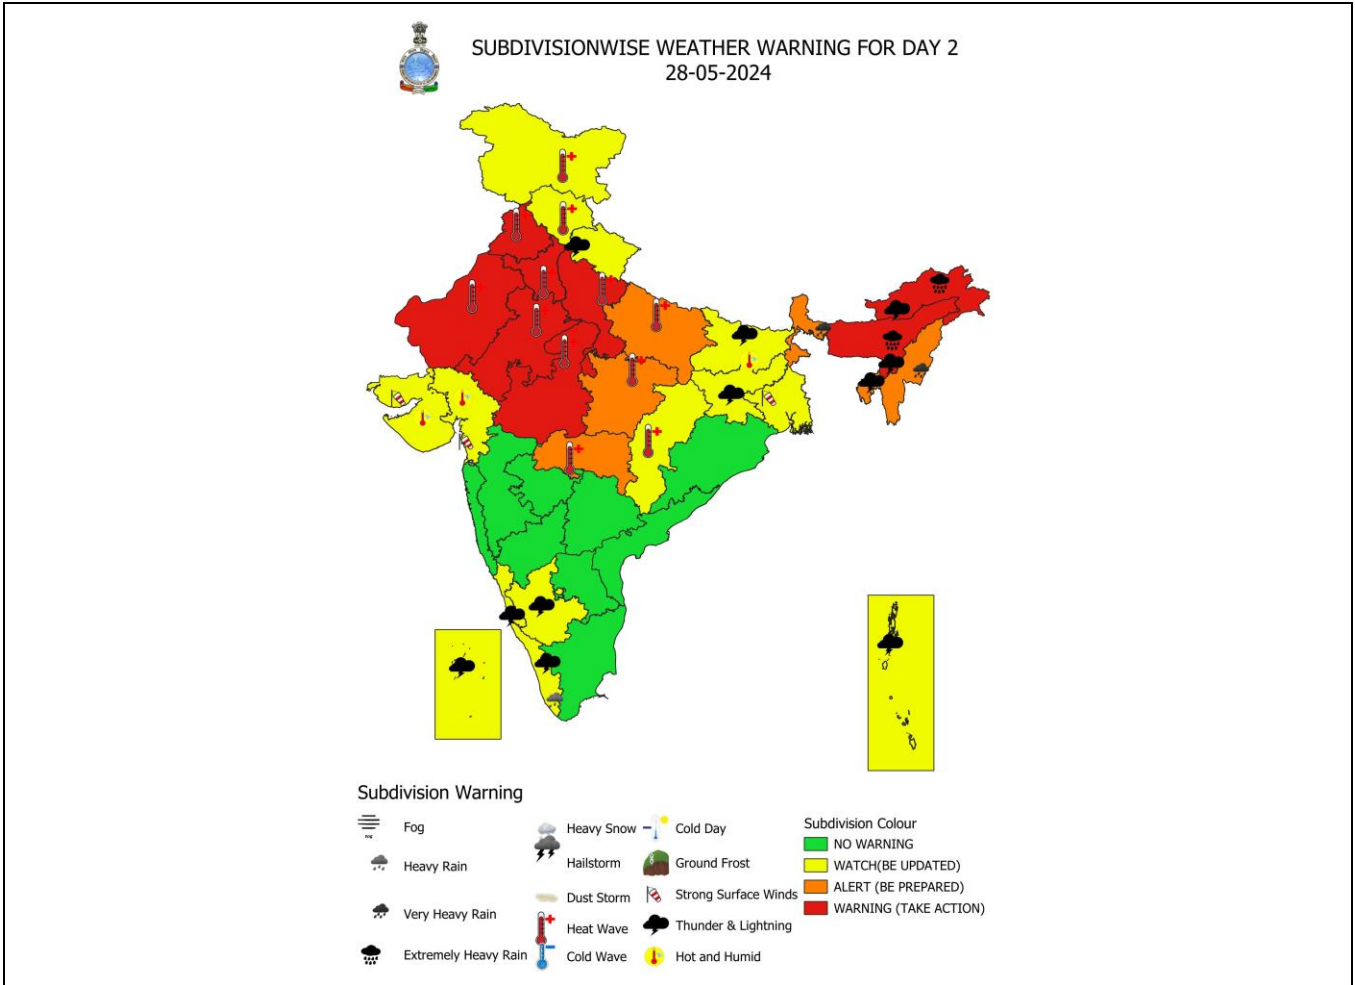 SUBDIVISIONWISE WEATHER WARNING FOR DAY 2
28-05-2024
Subdivision Warning
Fog
Heavy Rain
Very Heavy Rain
Extremely Heavy Rain
Heavy Snow
Hailstorm
Dust Storm
Heat Wave
Cold Wave
Cold Day
Ground Frost
Strong Surface Winds
Thunder & Lightning
Hot and Humid
Subdivision Colour
NO WARNING
WATCH(BE UPDATED)
ALERT (BE PREPARED)
WARNING (TAKE ACTION)